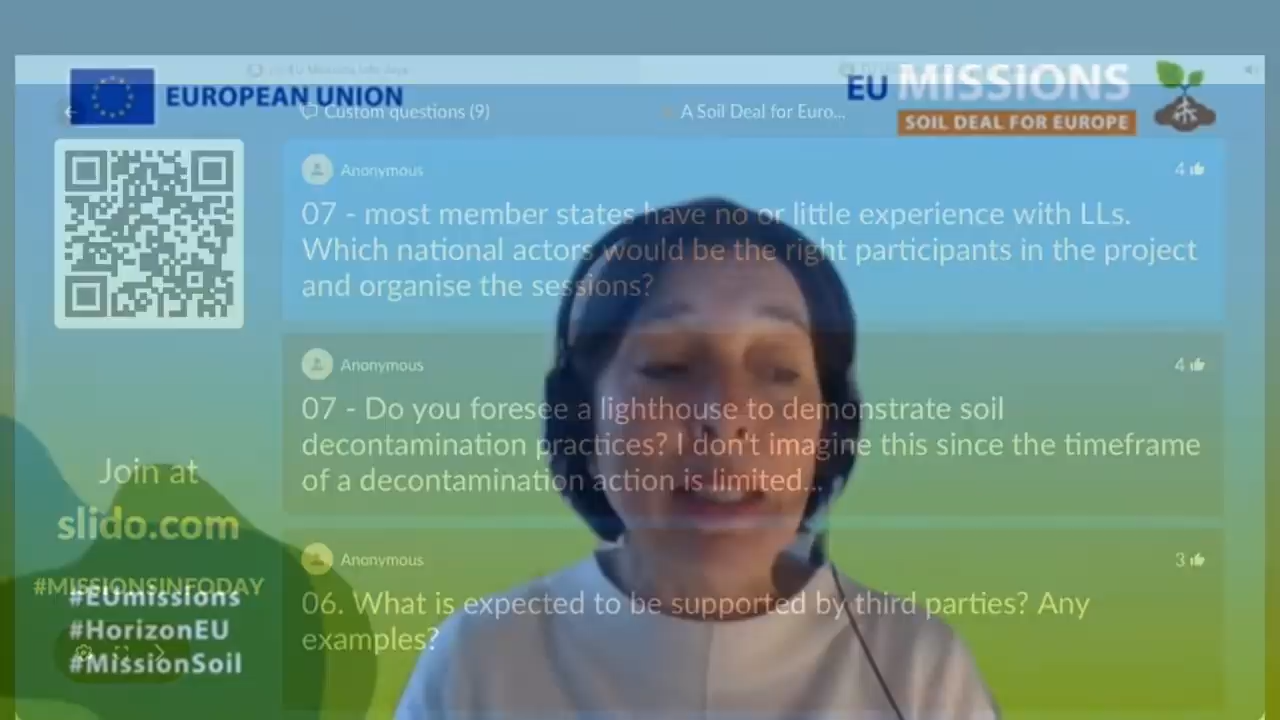 EUROPEAN UNION
EU MISSIONS
SOIL DEAL FOR EUROPE
Custom questions (9)
A Soil Deal for Euro...
Anonymous
4
07 - most member states have no or little experience with LLs.
Which national actors would be the right participants in the project
and organise the sessions?
Anonymous
4
07 - Do you foresee a lighthouse to demonstrate soil
decontamination practices? I don't imagine this since the timeframe
of a decontamination action is limited...
Anonymous
3
06. What is expected to be supported by third parties? Any
examples?
Join at
slido.com
#MISSIONSINFODAY
#EUmissions
#HorizonEU
#MissionSoil